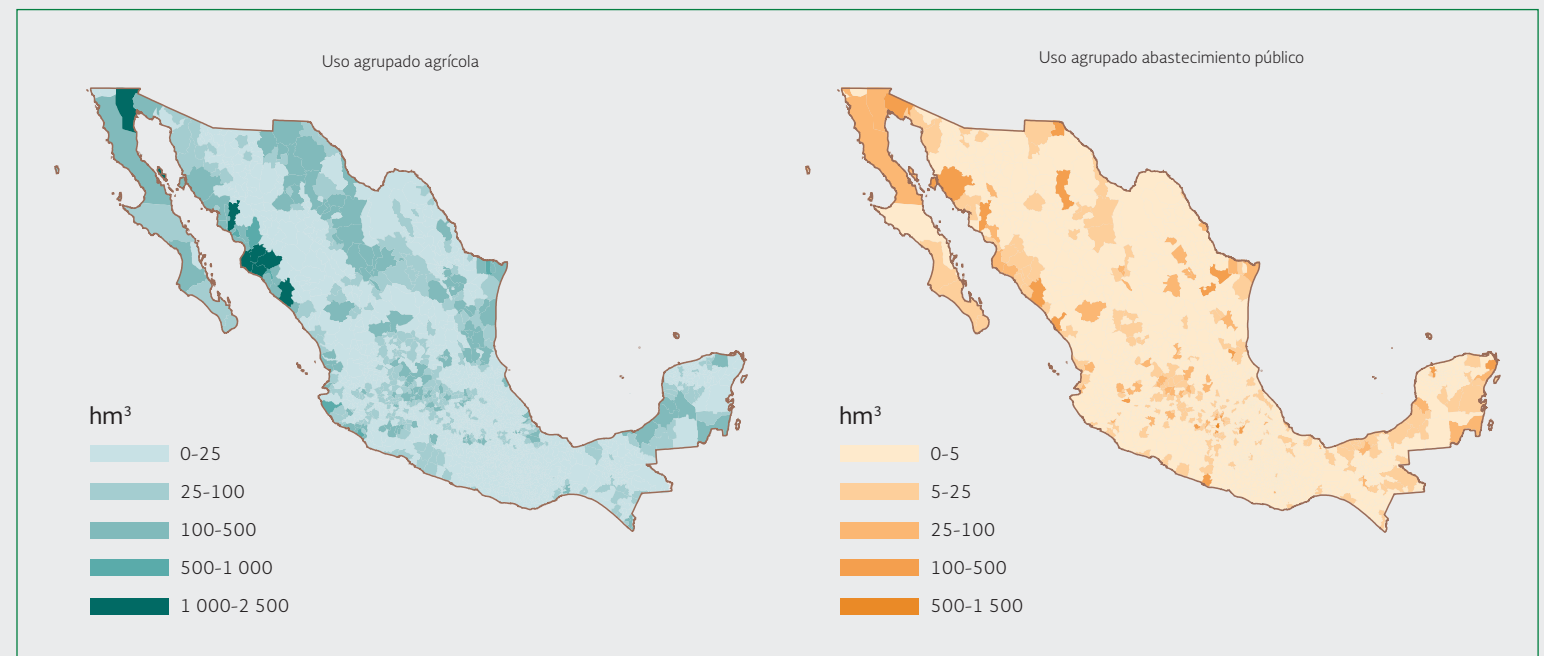 Uso agrupado agrícola
hm³
0-25
25-100
100-500
500-1 000
1 000-2 500
Uso agrupado abastecimiento público
hm³
0-5
5-25
25-100
100-500
500-1 500